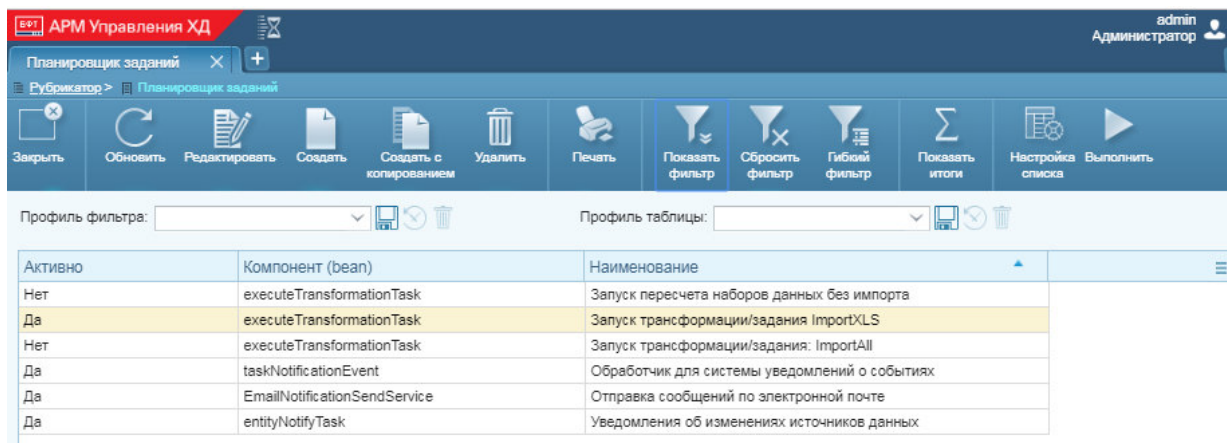 БФТ АРМ Управления ХД
admin
Администратор
Планировщик заданий
Рубрикатор > Планировщик заданий
Закрыть Обновить Редактировать Создать Создать с копированием Удалить Печать Показать фильтр Сбросить фильтр Гибкий фильтр Показать итоги Настройка списка Выполнить
Профиль фильтра: Профиль таблицы:
Активно Компонент (bean) Наименование
Нет executeTransformationTask Запуск пересчета наборов данных без импорта
Да executeTransformationTask Запуск трансформации/задания ImportXLS
Нет executeTransformationTask Запуск трансформации/задания: ImportAll
Да taskNotificationEvent Обработчик для системы уведомлений о событиях
Да EmailNotificationSendService Отправка сообщений по электронной почте
Да entityNotifyTask Уведомления об изменениях источников данных